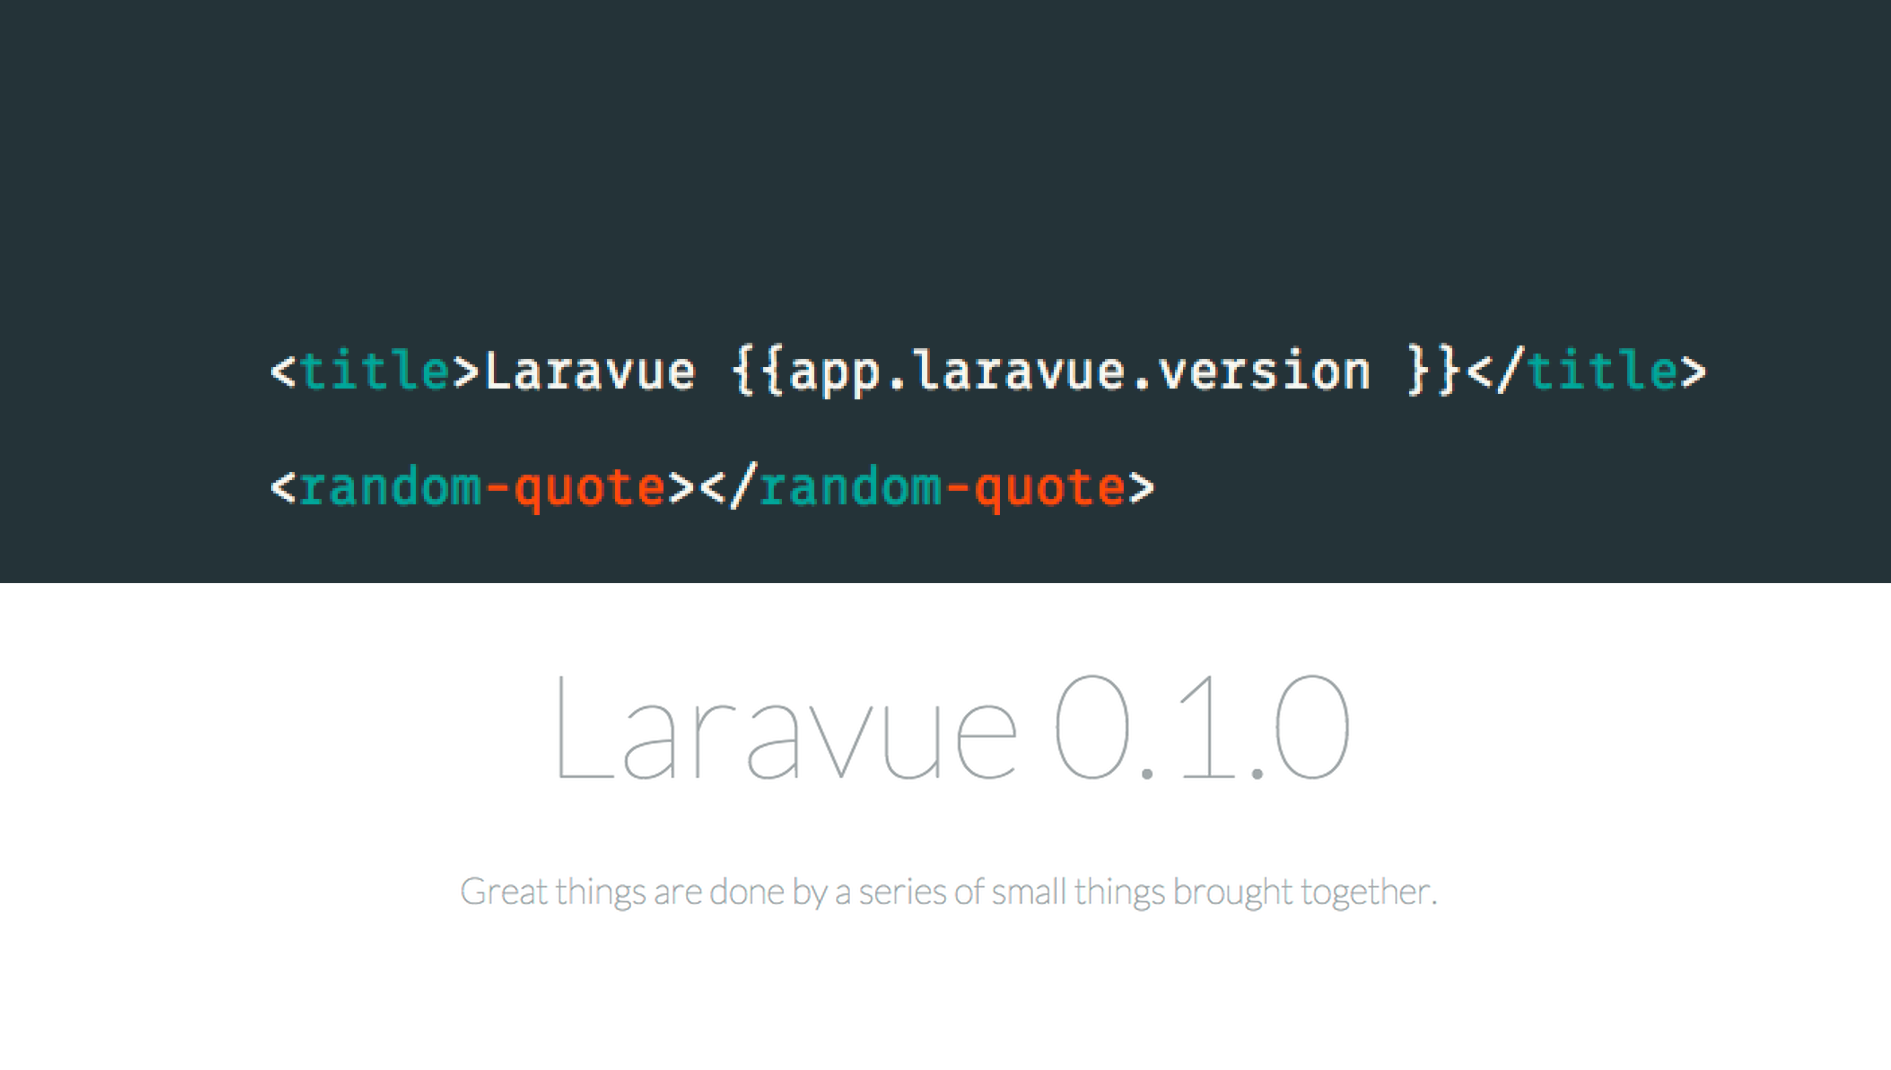 <title>Laravue {{app.laravue.version }}</title>
<random-quote></random-quote>
Laravue 0.1.0
Great things are done by a series of small things brought together.